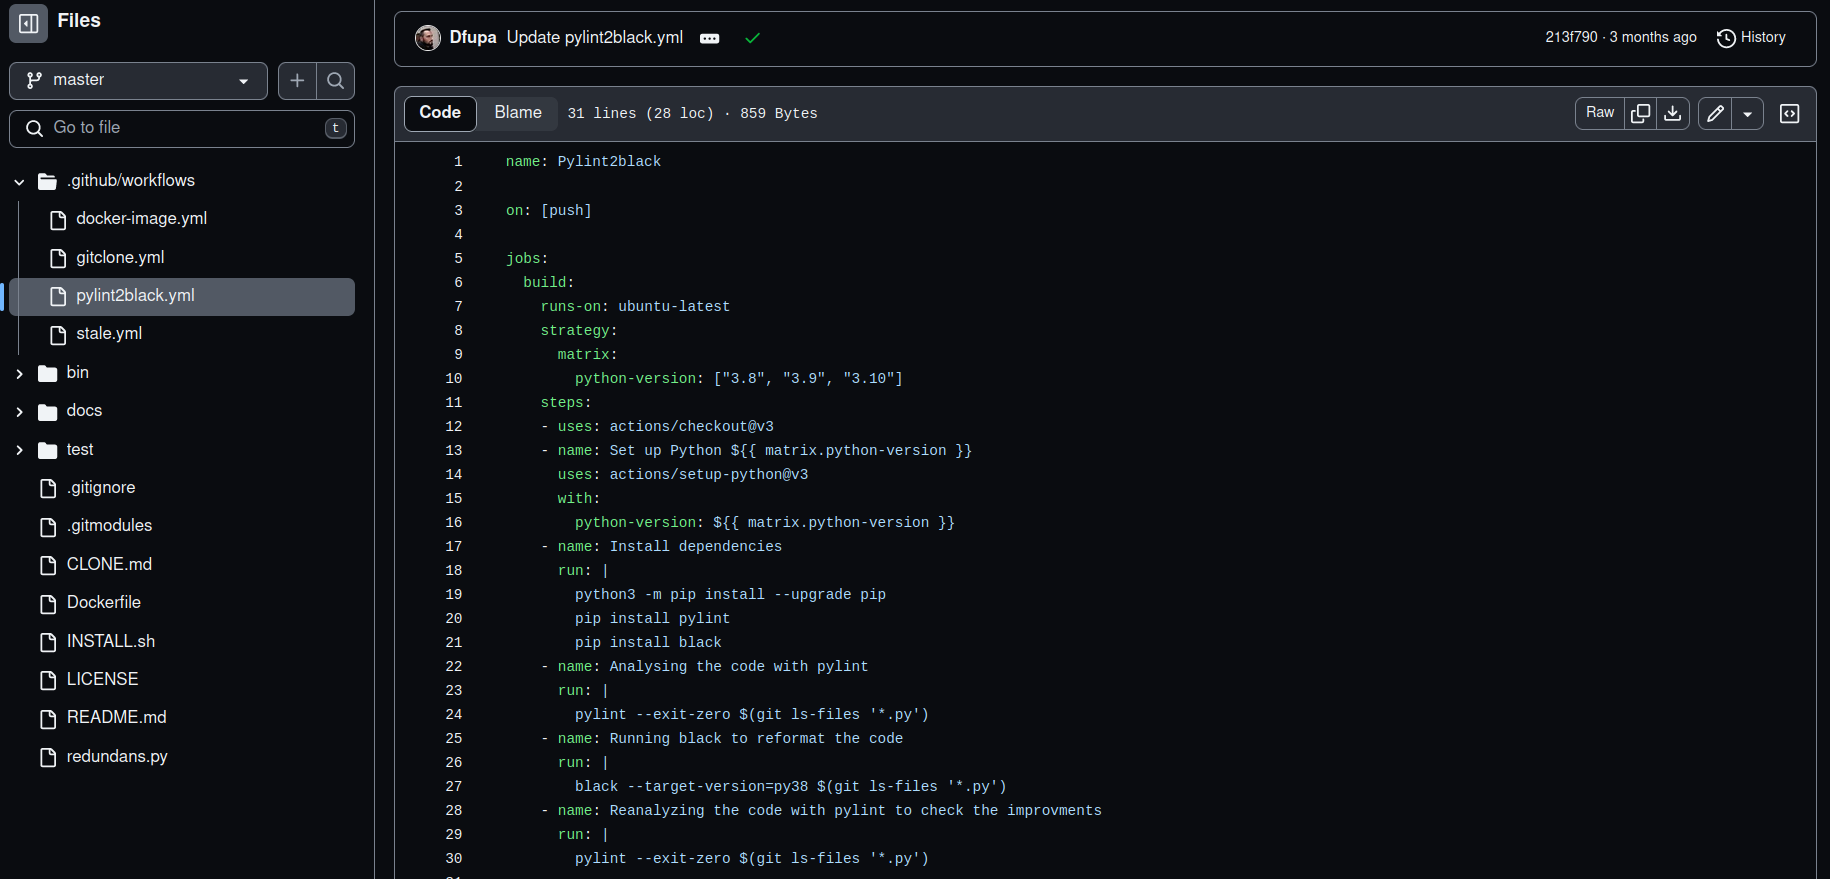 Files
master
Go to file
t
.github/workflows
docker-image.yml
gitclone.yml
pylint2black.yml
stale.yml
bin
docs
test
.gitignore
.gitmodules
CLONE.md
Dockerfile
INSTALL.sh
LICENSE
README.md
redundans.py
Dfupa Update pylint2black.yml
213f790 · 3 months ago
History
Code
Blame
31 lines (28 loc) · 859 Bytes
Raw
1 name: Pylint2black
2
3 on: [push]
4
5 jobs:
6 build:
7 runs-on: ubuntu-latest
8 strategy:
9 matrix:
10 python-version: ["3.8", "3.9", "3.10"]
11 steps:
12 - uses: actions/checkout@v3
13 - name: Set up Python ${{ matrix.python-version }}
14 uses: actions/setup-python@v3
15 with:
16 python-version: ${{ matrix.python-version }}
17 - name: Install dependencies
18 run: |
19 python3 -m pip install --upgrade pip
20 pip install pylint
21 pip install black
22 - name: Analysing the code with pylint
23 run: |
24 pylint --exit-zero $(git ls-files '*.py')
25 - name: Running black to reformat the code
26 run: |
27 black --target-version=py38 $(git ls-files '*.py')
28 - name: Reanalyzing the code with pylint to check the improvments
29 run: |
30 pylint --exit-zero $(git ls-files '*.py')